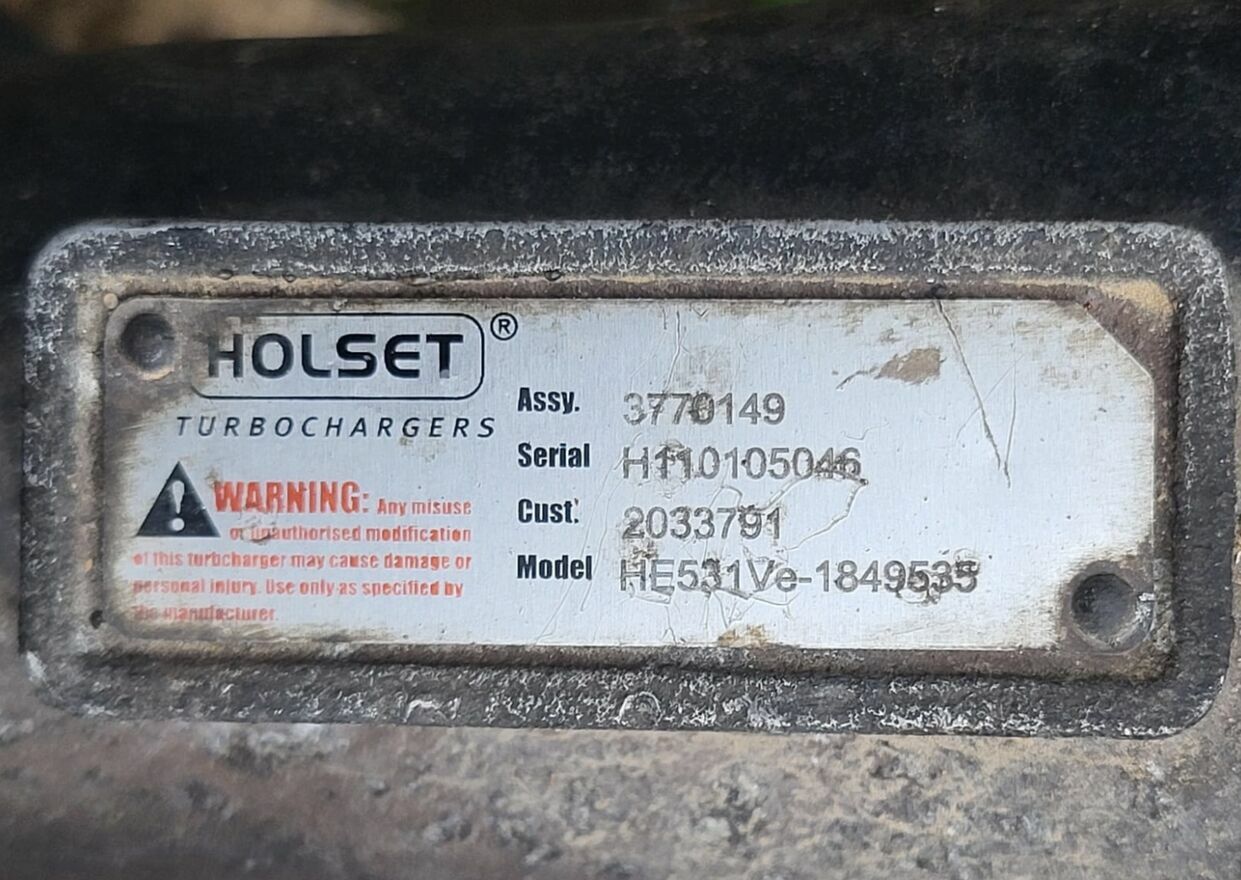 HOLSET®
TURBOCHARGERS
WARNING: Any misuse
or unauthorised modification
of this turbcharger may cause damage or
personal injury. Use only as specified by
the manufacturer.
Assy. 3770149
Serial H110105046
Cust. 2033791
Model HE531Ve-1849535